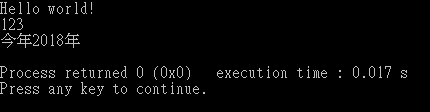 Hello world!
123
今年2018年
Process returned 0 (0x0)   execution time : 0.017 s
Press any key to continue.